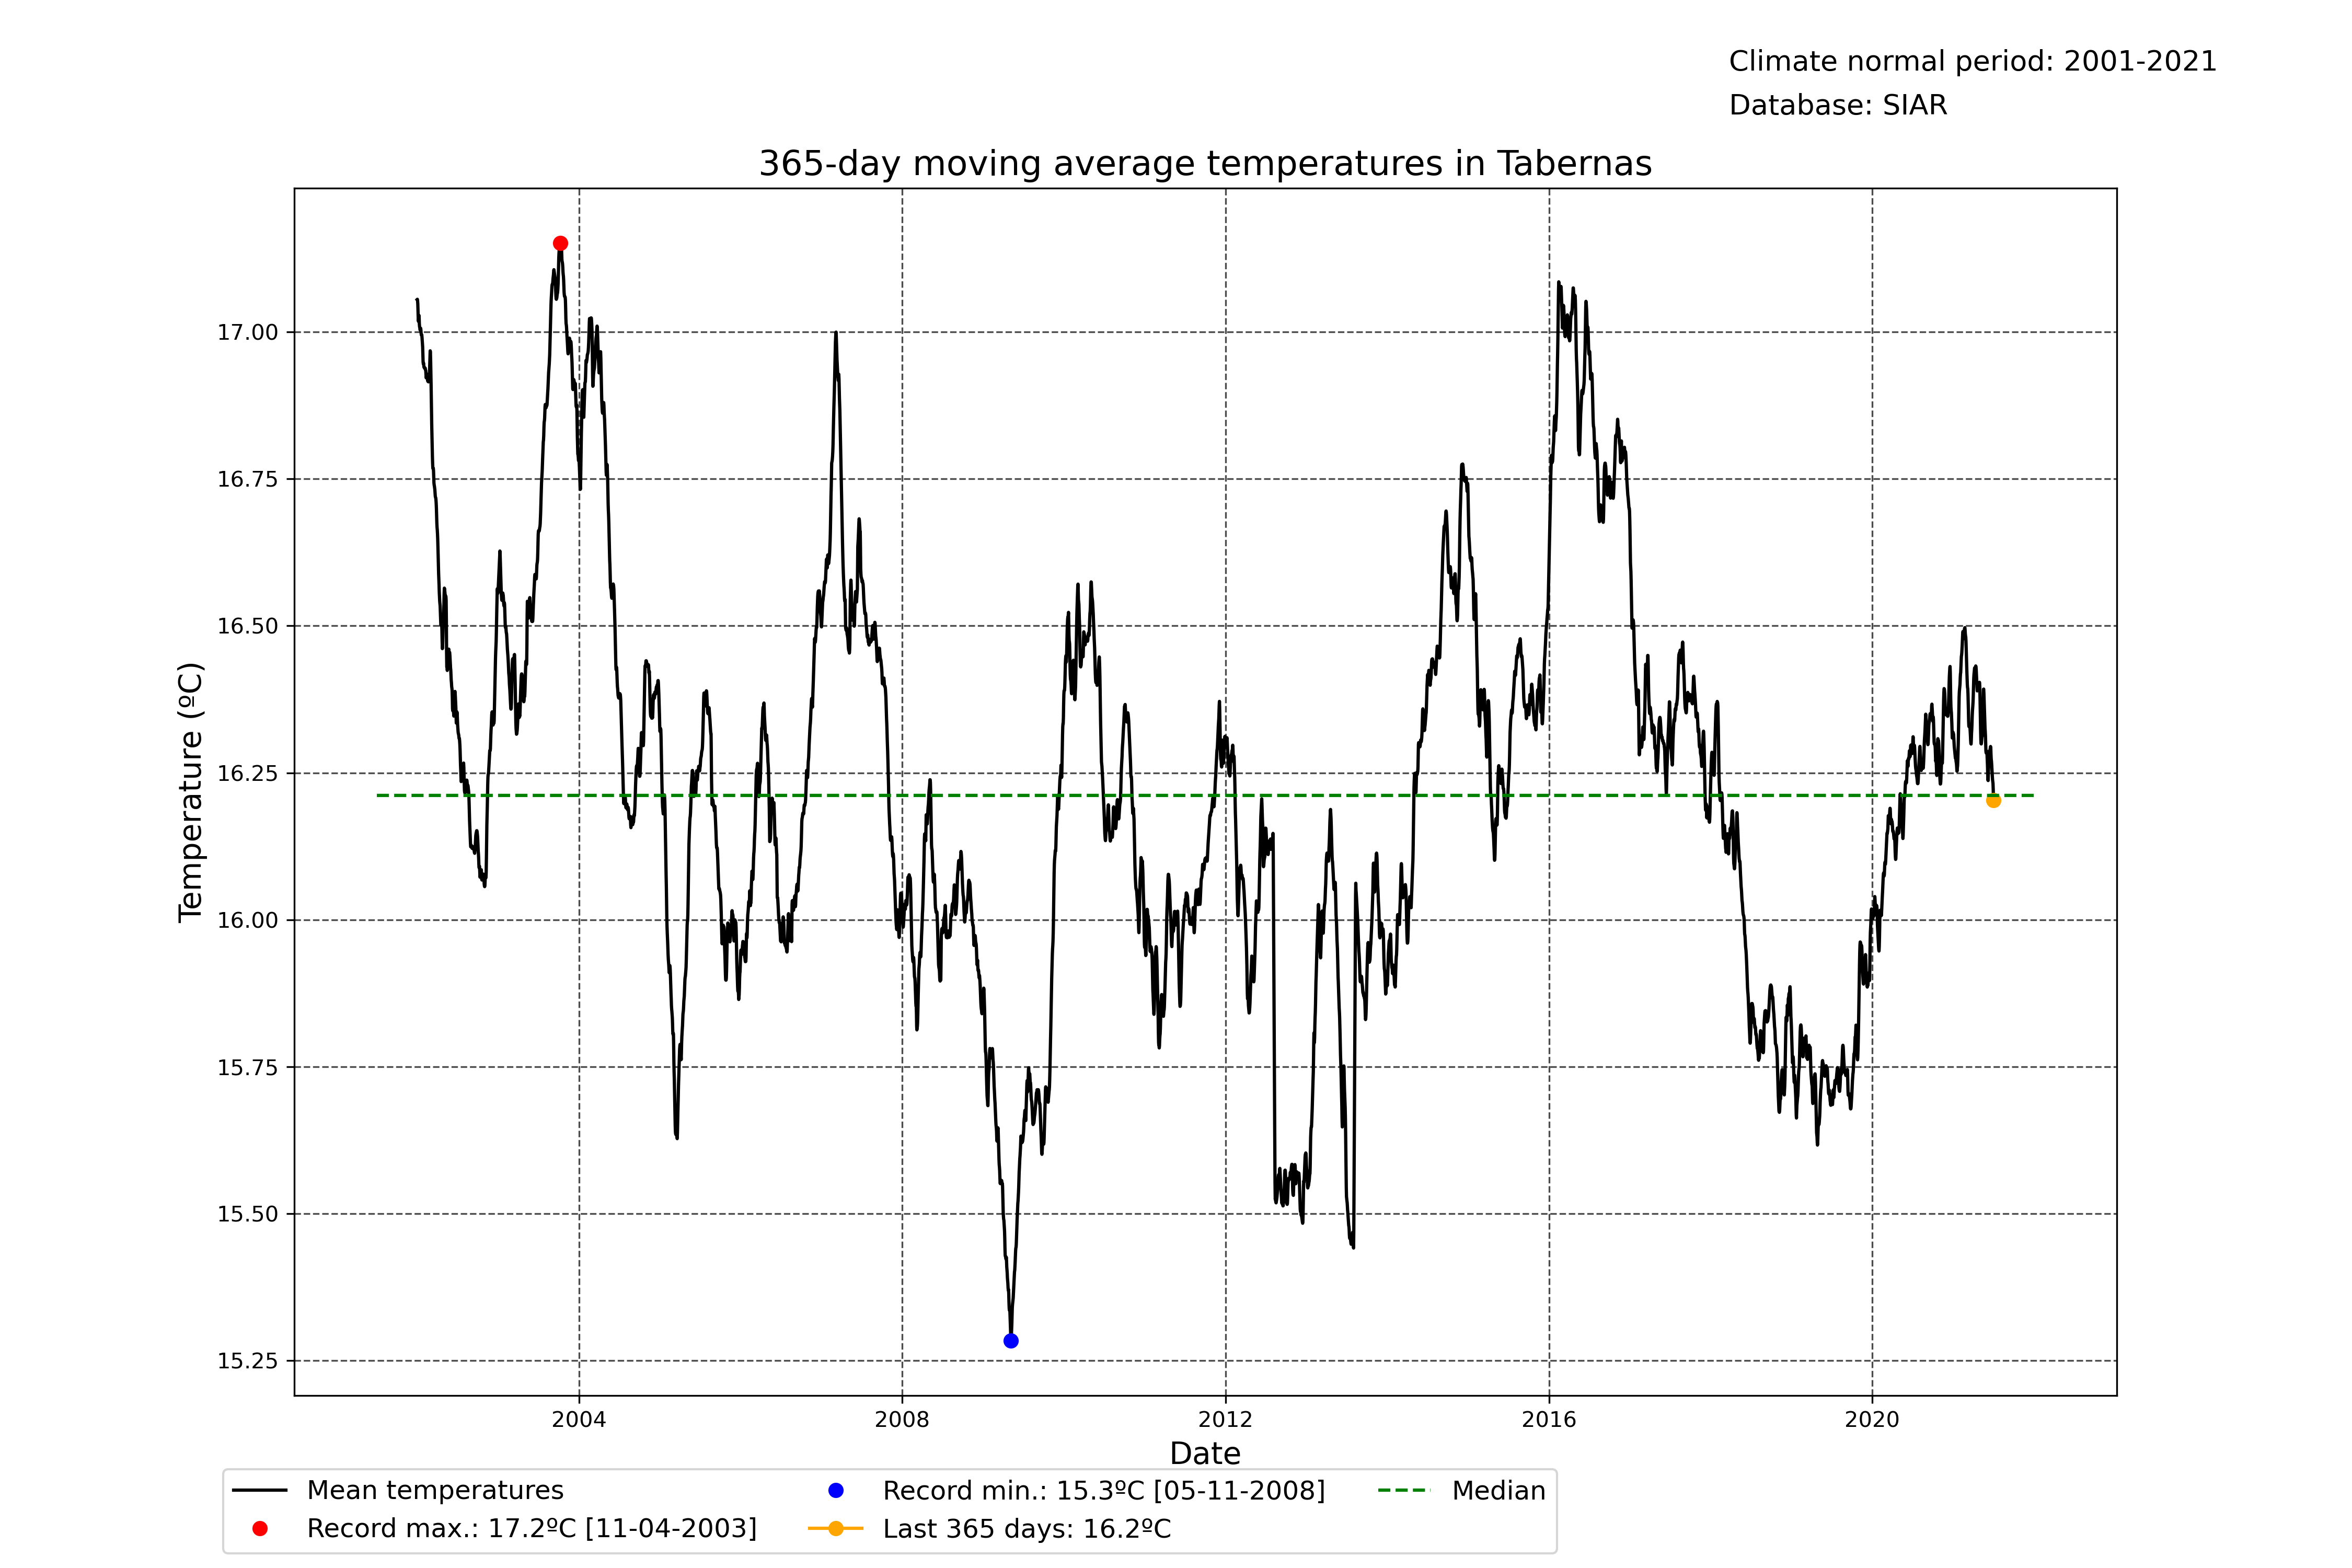 Climate normal period: 2001-2021
Database: SIAR
365-day moving average temperatures in Tabernas
Temperature (ºC)
17.00
16.75
16.50
16.25
16.00
15.75
15.50
15.25
2004 2008 2012 2016 2020
Date
Mean temperatures
Record max.: 17.2ºC [11-04-2003]
Record min.: 15.3ºC [05-11-2008]
Last 365 days: 16.2ºC
Median